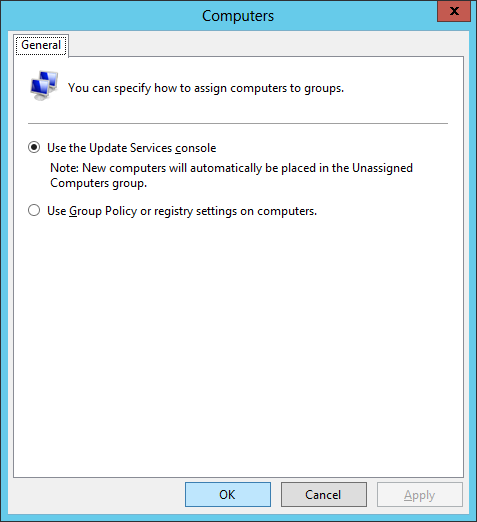 Computers
x
General
You can specify how to assign computers to groups.
Use the Update Services console
Note: New computers will automatically be placed in the Unassigned
Computers group.
Use Group Policy or registry settings on computers.
OK
Cancel
Apply